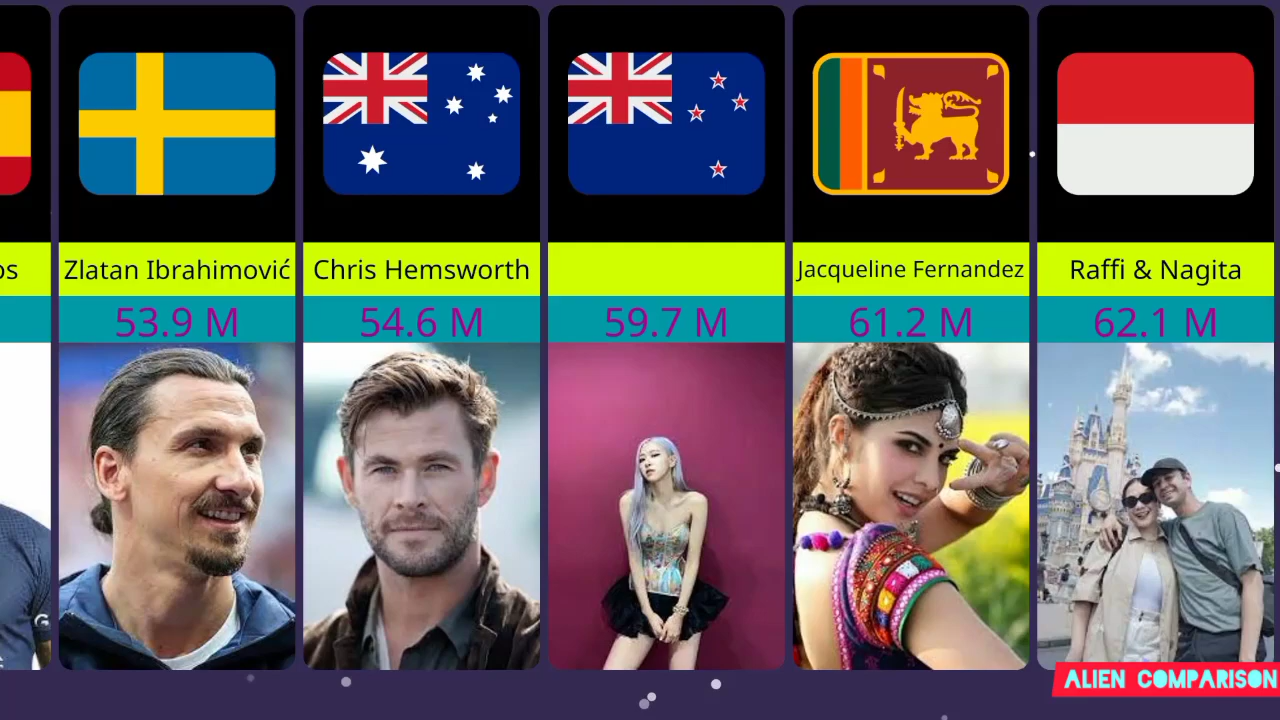 os
Zlatan Ibrahimović
Chris Hemsworth
Jacqueline Fernandez
Raffi & Nagita
53.9 M
54.6 M
59.7 M
61.2 M
62.1 M
ALIEN COMPARISON